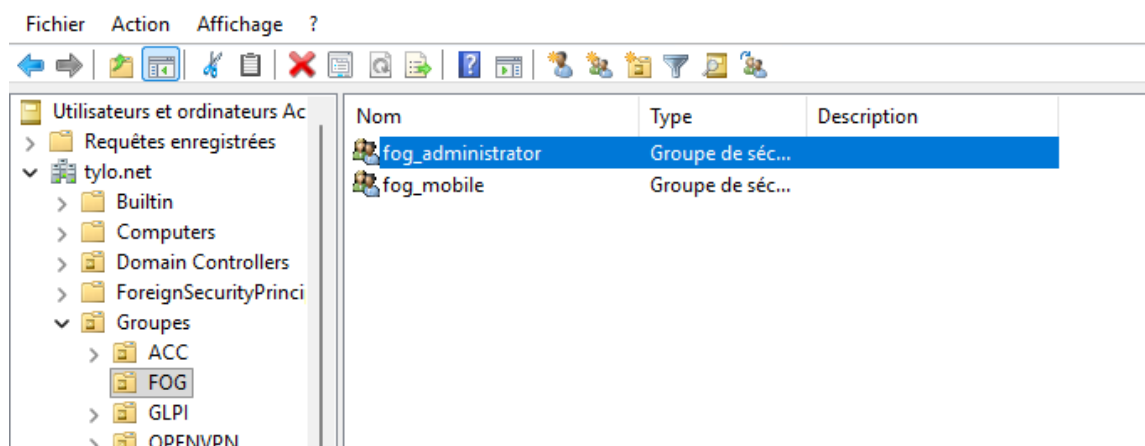 Fichier Action Affichage ?
Utilisateurs et ordinateurs Ac
Requêtes enregistrées
tylo.net
Builtin
Computers
Domain Controllers
ForeignSecurityPrinci
Groupes
ACC
FOG
GLPI
OPENVPN
Nom Type Description
fog_administrator Groupe de séc...
fog_mobile Groupe de séc...